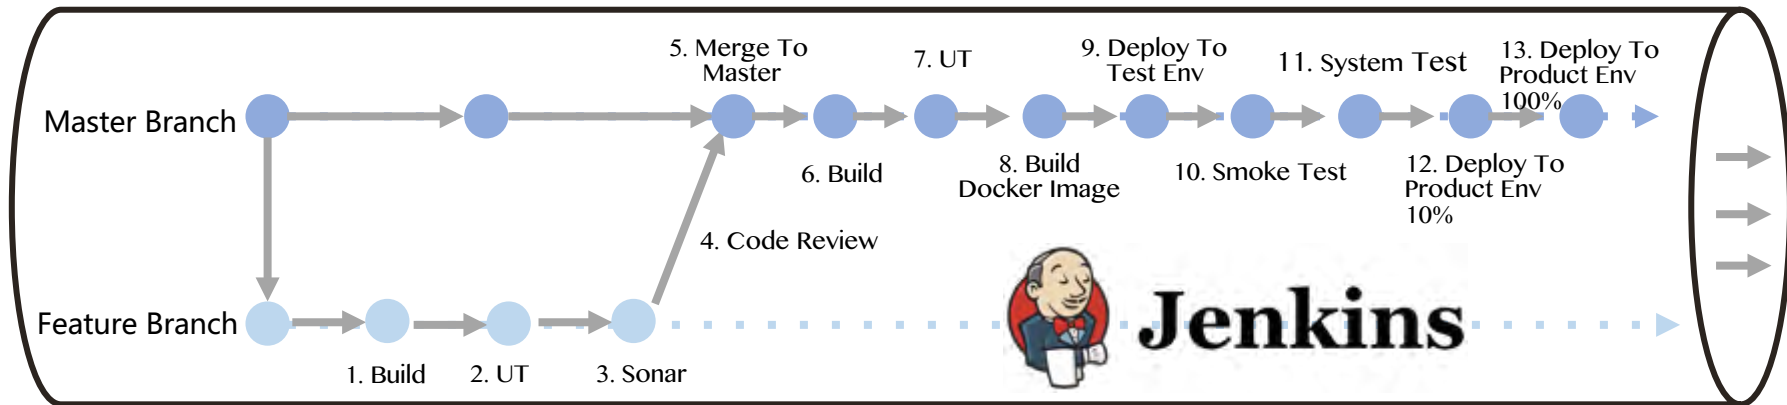 5. Merge To
Master
7. UT
9. Deploy To
Test Env
11. System Test
13. Deploy To
Product Env
100%
Master Branch
6. Build
8. Build
Docker Image
10. Smoke Test
12. Deploy To
Product Env
10%
4. Code Review
Feature Branch
Jenkins
1. Build
2. UT
3. Sonar